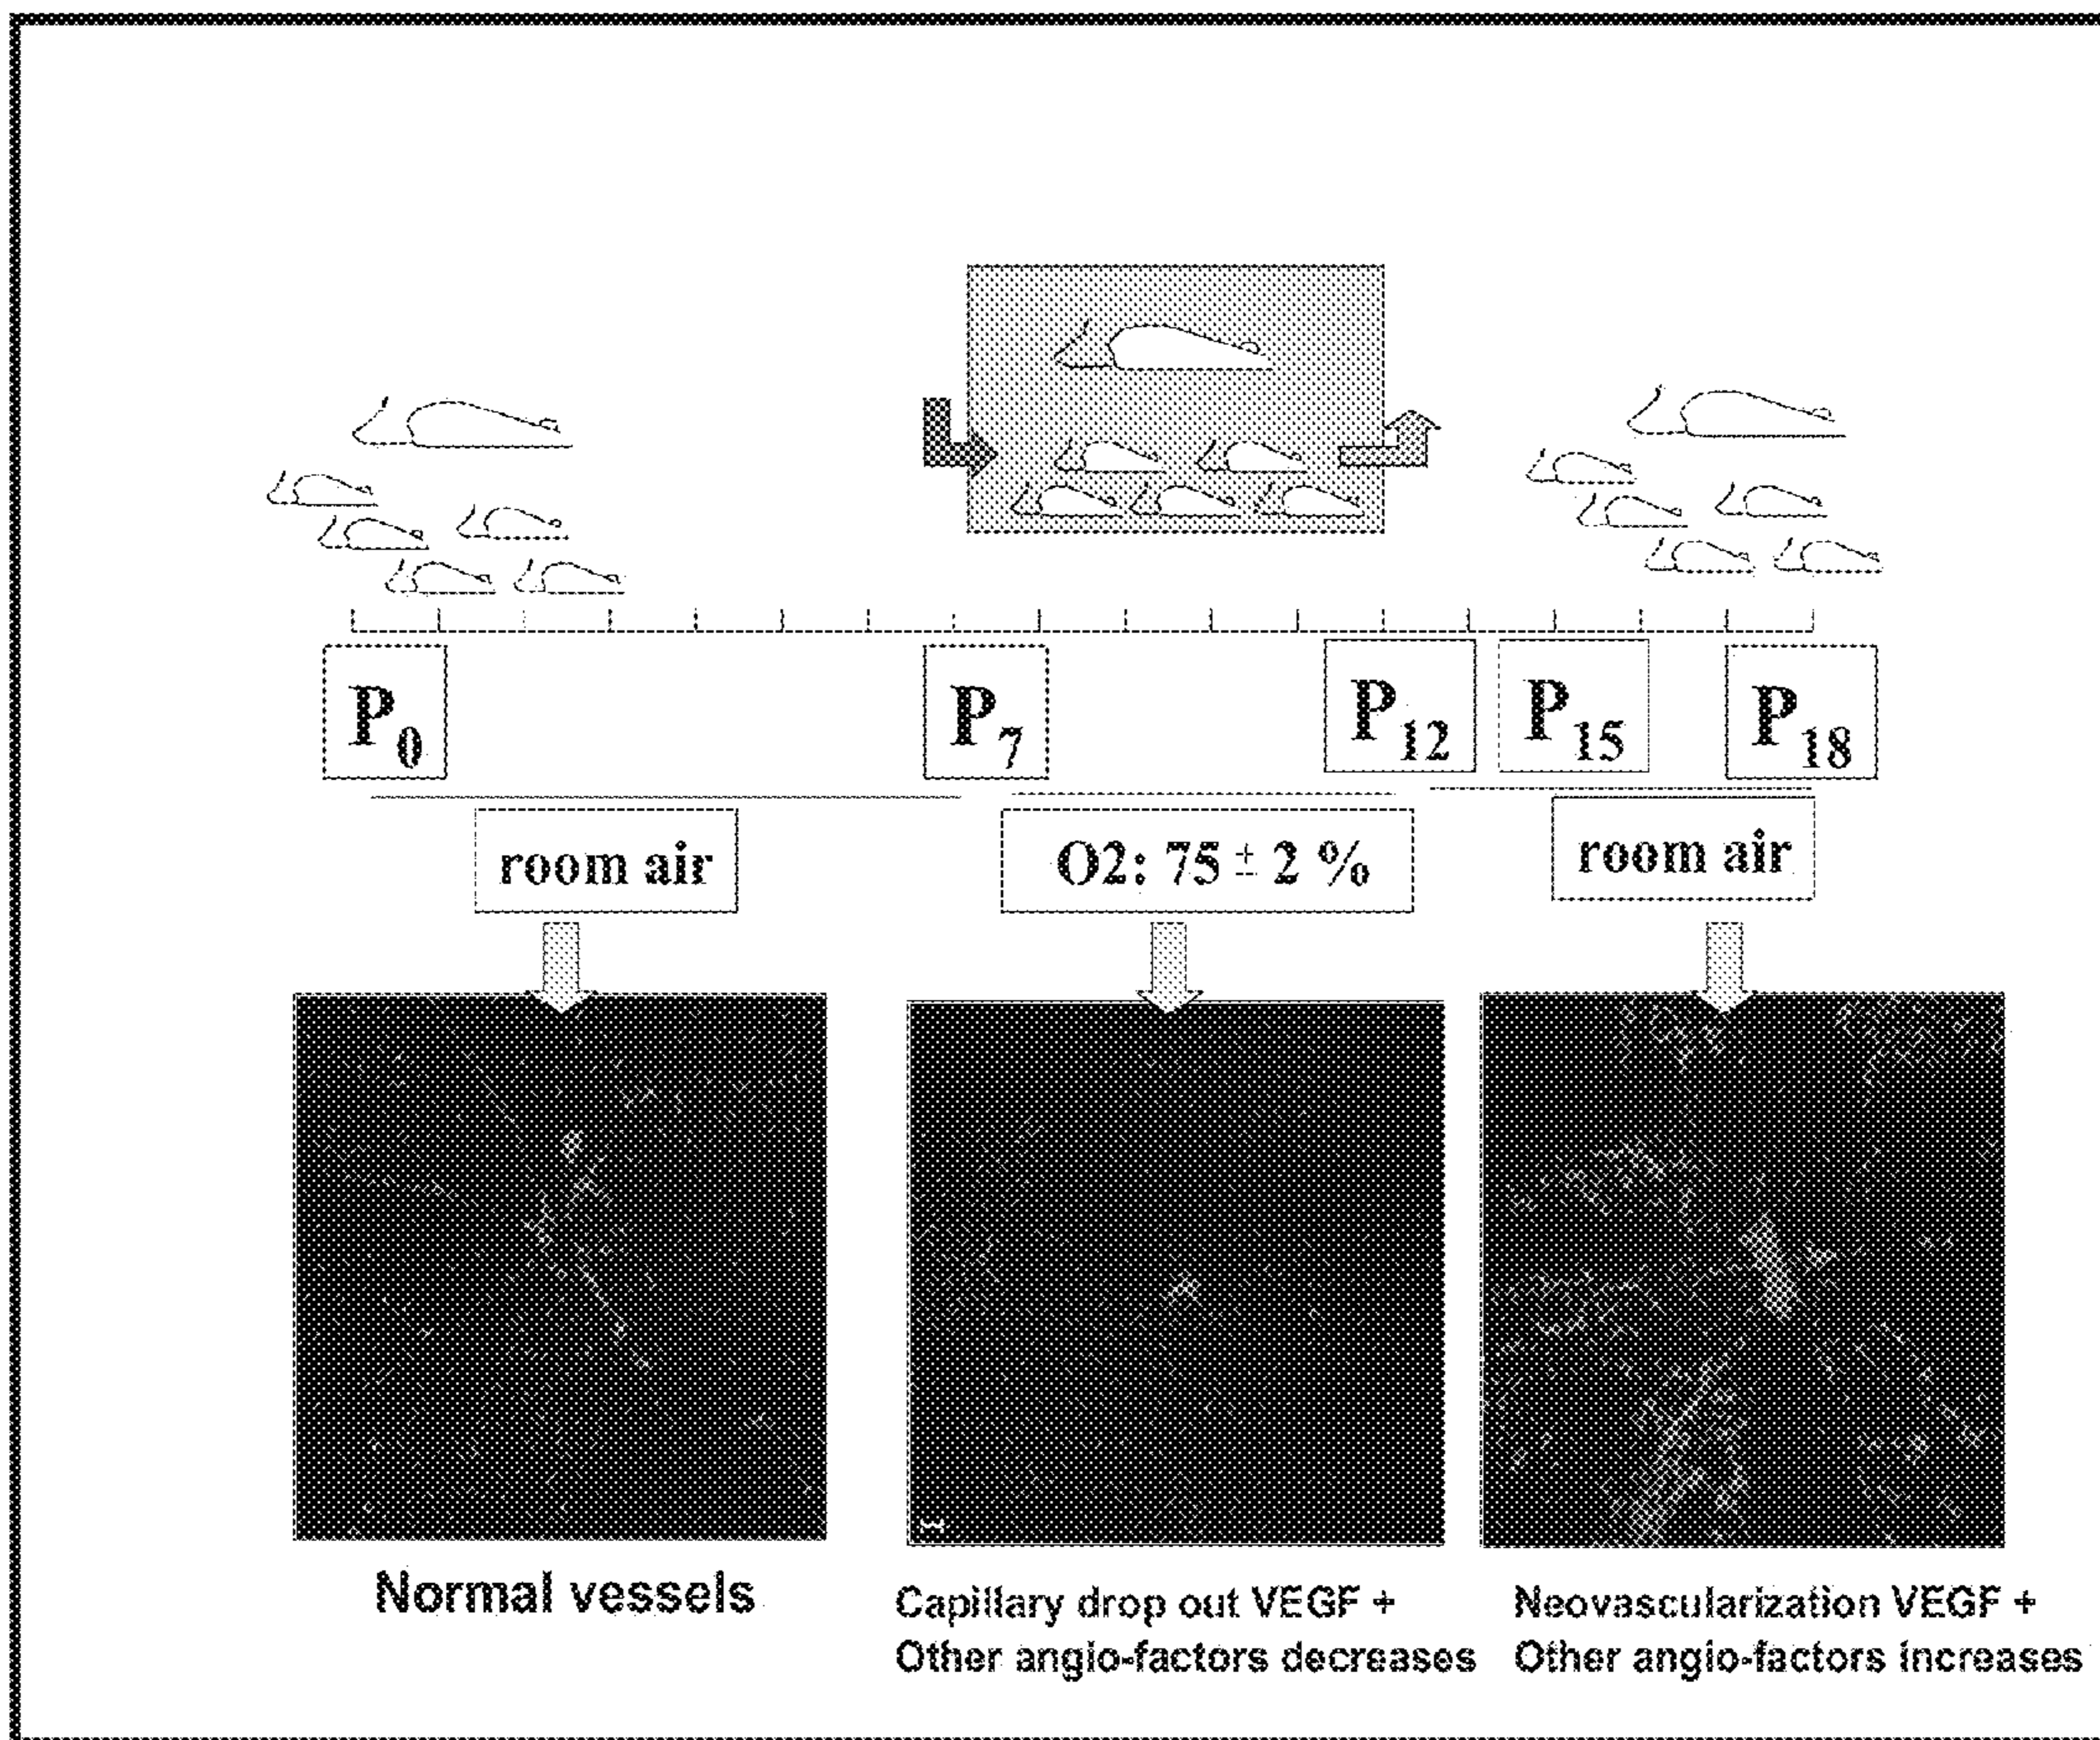 P0 P7 P12 P15 P18
room air O2: 75 ± 2 % room air
Normal vessels
Capillary drop out VEGF +
Other angio-factors decreases
Neovascularization VEGF +
Other angio-factors increases